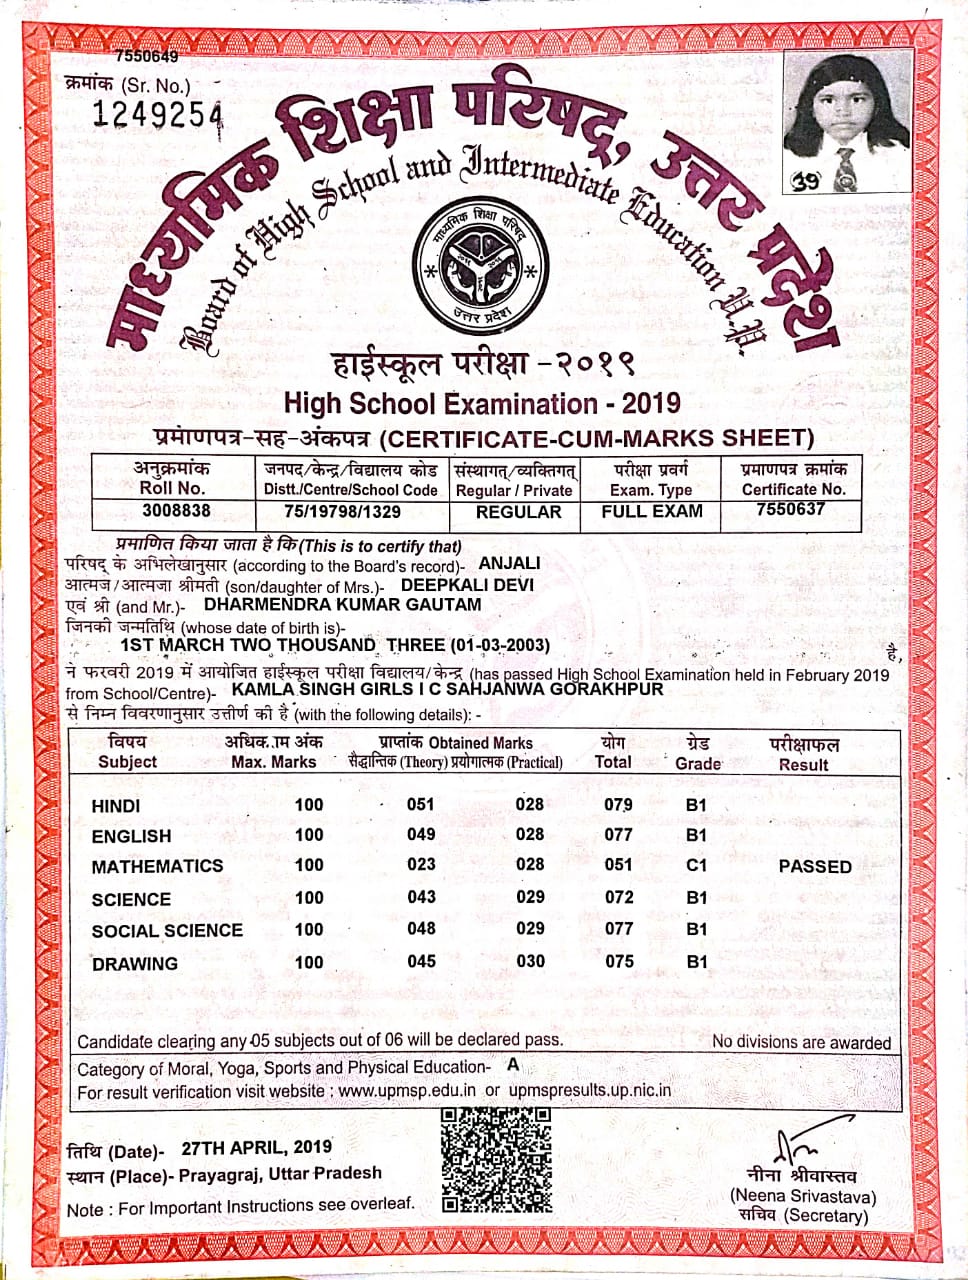 7550649
क्रमांक (Sr. No.)
1249254
माध्यमिक शिक्षा परिषद्, उत्तर प्रदेश
Board of High School and Intermediate Education U.P.
माध्यमिक शिक्षा परिषद्
उत्तर प्रदेश
39
हाईस्कूल परीक्षा -२०१९
High School Examination - 2019
प्रमाणपत्र-सह-अंकपत्र (CERTIFICATE-CUM-MARKS SHEET)
अनुक्रमांक जनपद/केन्द्र/विद्यालय कोड संस्थागत्/व्यक्तिगत् परीक्षा प्रवर्ग प्रमाणपत्र क्रमांक
Roll No. Distt./Centre/School Code Regular / Private Exam. Type Certificate No.
3008838 75/19798/1329 REGULAR FULL EXAM 7550637
प्रमाणित किया जाता है कि (This is to certify that)
परिषद् के अभिलेखानुसार (according to the Board's record)- ANJALI
आत्मज/आत्मजा श्रीमती (son/daughter of Mrs.)- DEEPKALI DEVI
एवं श्री (and Mr.)- DHARMENDRA KUMAR GAUTAM
जिनकी जन्मतिथि (whose date of birth is)-
1ST MARCH TWO THOUSAND THREE (01-03-2003) है,
ने फरवरी 2019 में आयोजित हाईस्कूल परीक्षा विद्यालय/केन्द्र (has passed High School Examination held in February 2019
from School/Centre)- KAMLA SINGH GIRLS I C SAHJANWA GORAKHPUR
से निम्न विवरणानुसार उत्तीर्ण की है (with the following details): -
विषय अधिकतम अंक प्राप्तांक Obtained Marks योग ग्रेड परीक्षाफल
Subject Max. Marks सैद्धान्तिक (Theory) प्रयोगात्मक (Practical) Total Grade Result
HINDI 100 051 028 079 B1
ENGLISH 100 049 028 077 B1
MATHEMATICS 100 023 028 051 C1 PASSED
SCIENCE 100 043 029 072 B1
SOCIAL SCIENCE 100 048 029 077 B1
DRAWING 100 045 030 075 B1
Candidate clearing any 05 subjects out of 06 will be declared pass. No divisions are awarded
Category of Moral, Yoga, Sports and Physical Education- A
For result verification visit website : www.upmsp.edu.in or upmspresults.up.nic.in
तिथि (Date)- 27TH APRIL, 2019
स्थान (Place)- Prayagraj, Uttar Pradesh
Note : For Important Instructions see overleaf.
नीना श्रीवास्तव
(Neena Srivastava)
सचिव (Secretary)